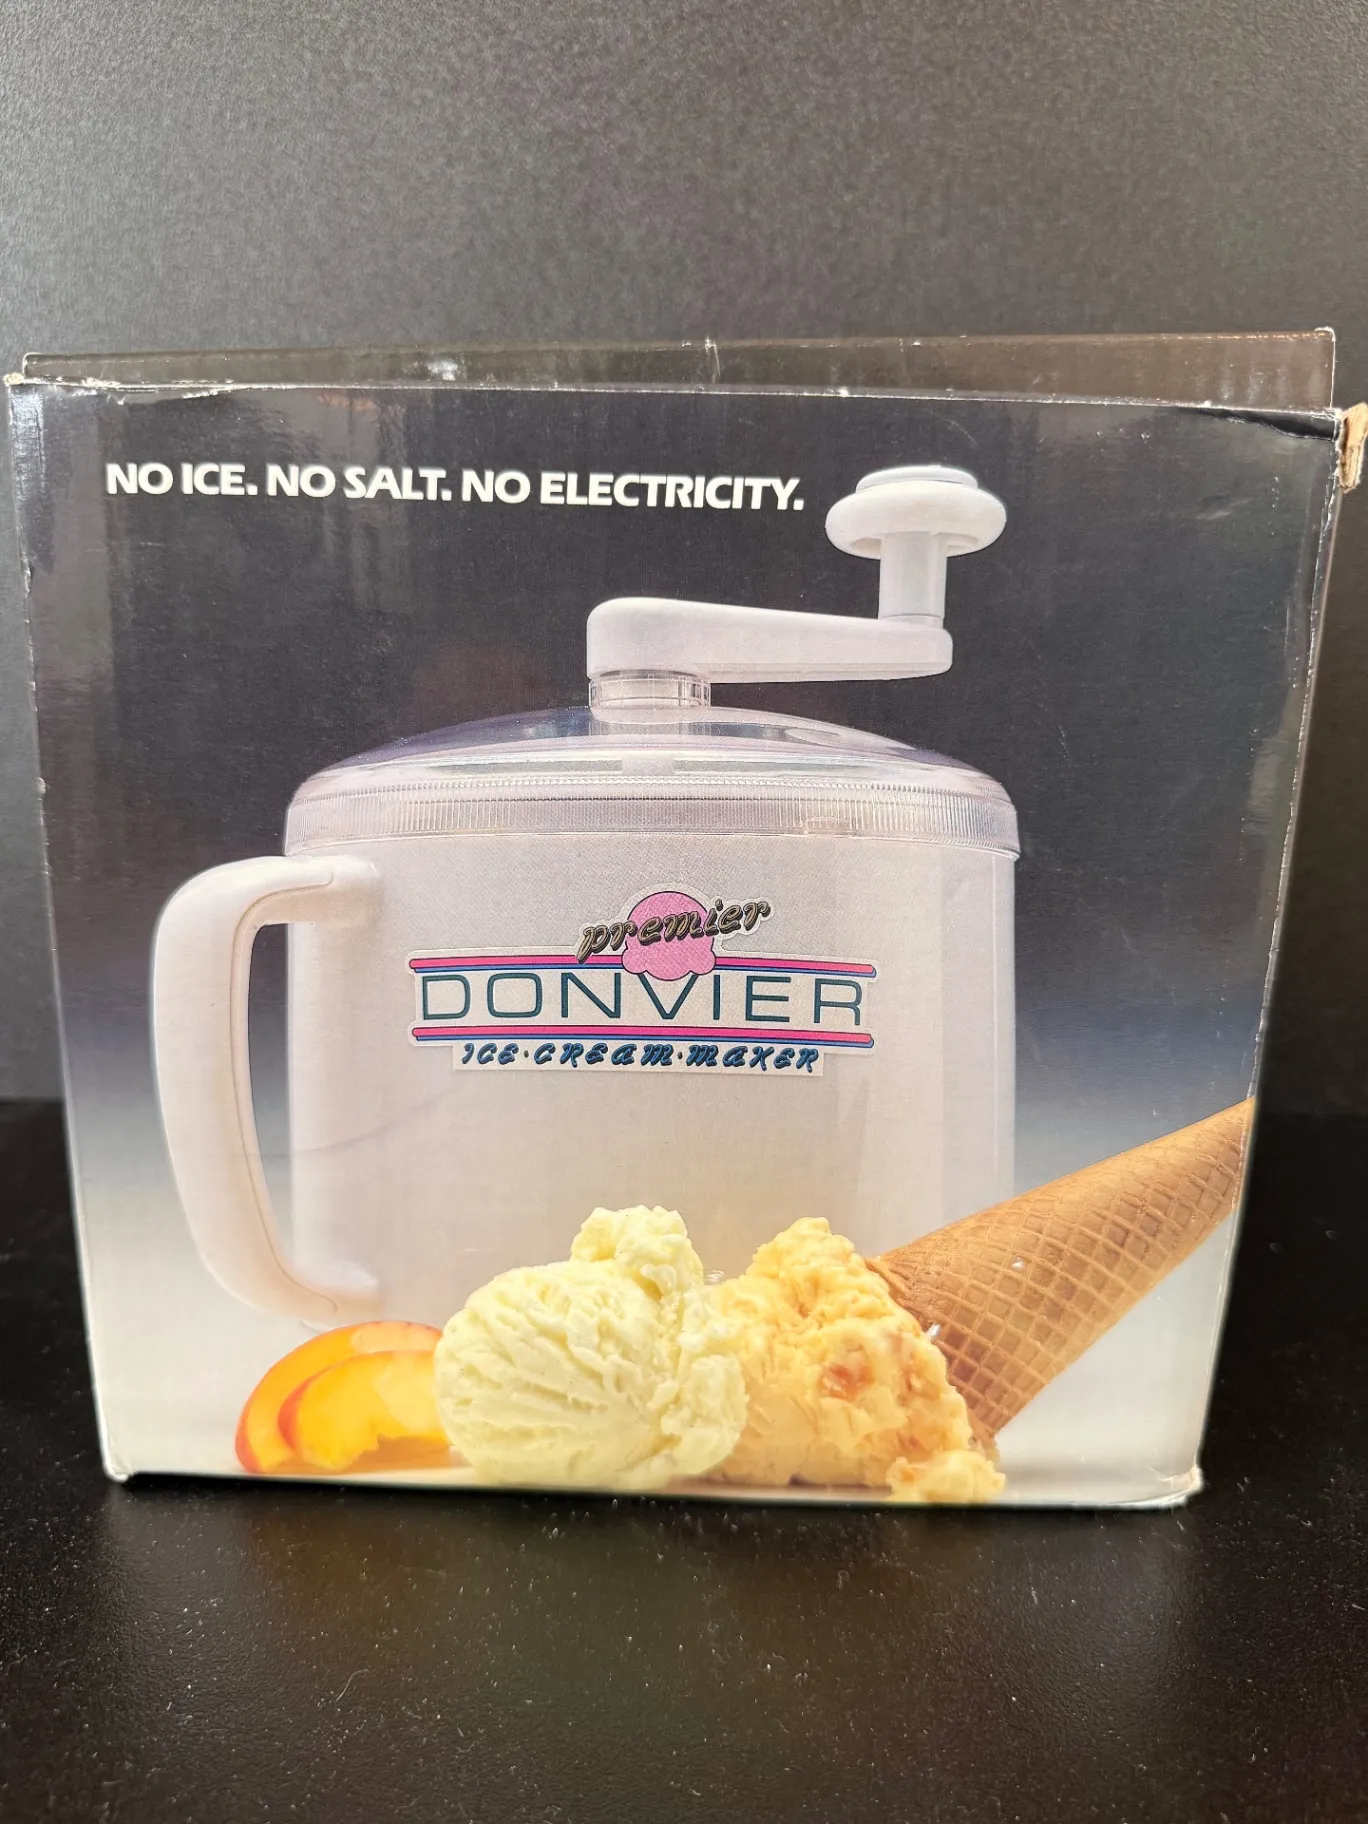 NO ICE. NO SALT. NO ELECTRICITY.
premier
DONVIER
ICE·CREAM·MAKER